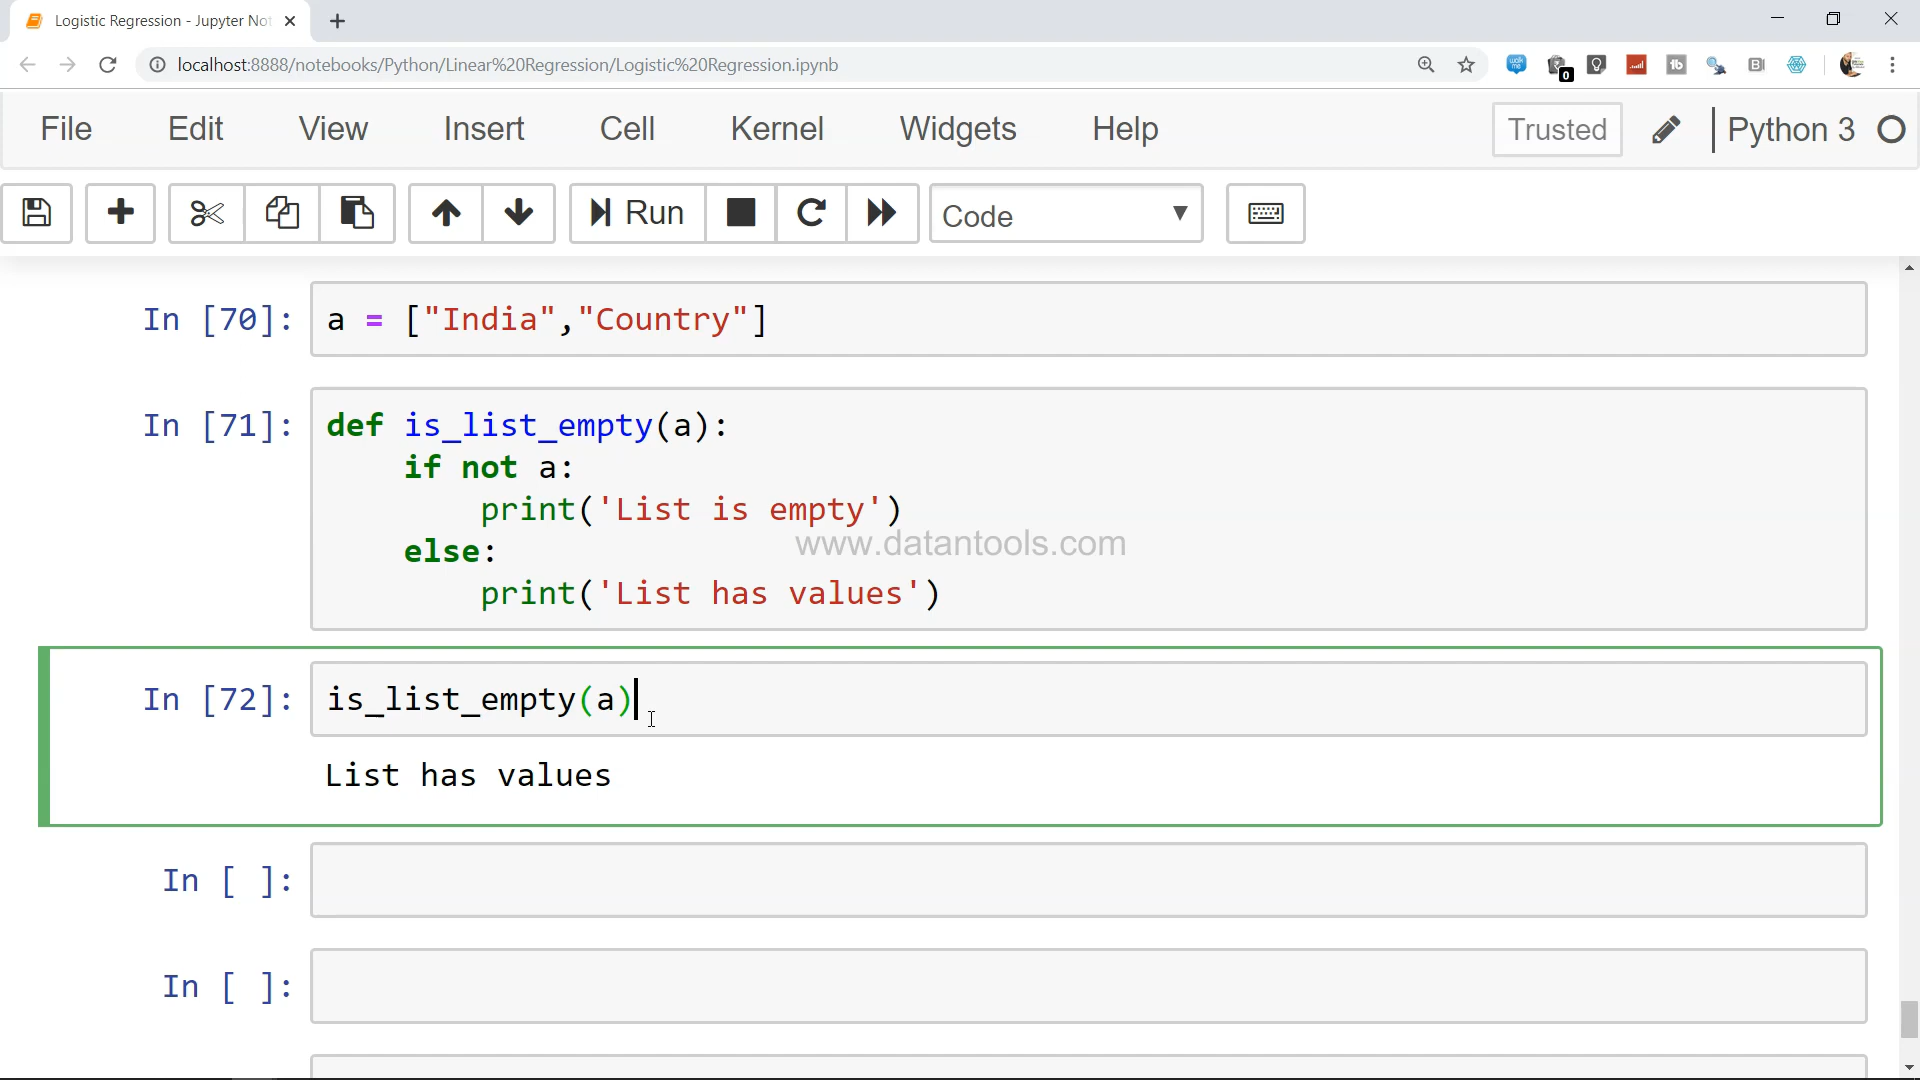 Logistic Regression - Jupyter Not
localhost:8888/notebooks/Python/Linear%20Regression/Logistic%20Regression.ipynb
0
File Edit View Insert Cell Kernel Widgets Help Trusted Python 3
Run Code
In [70]: a = ["India","Country"]
In [71]: def is_list_empty(a):
if not a:
print('List is empty')
else:
print('List has values')
www.datantools.com
In [72]: is_list_empty(a)
List has values
In [ ]:
In [ ]: